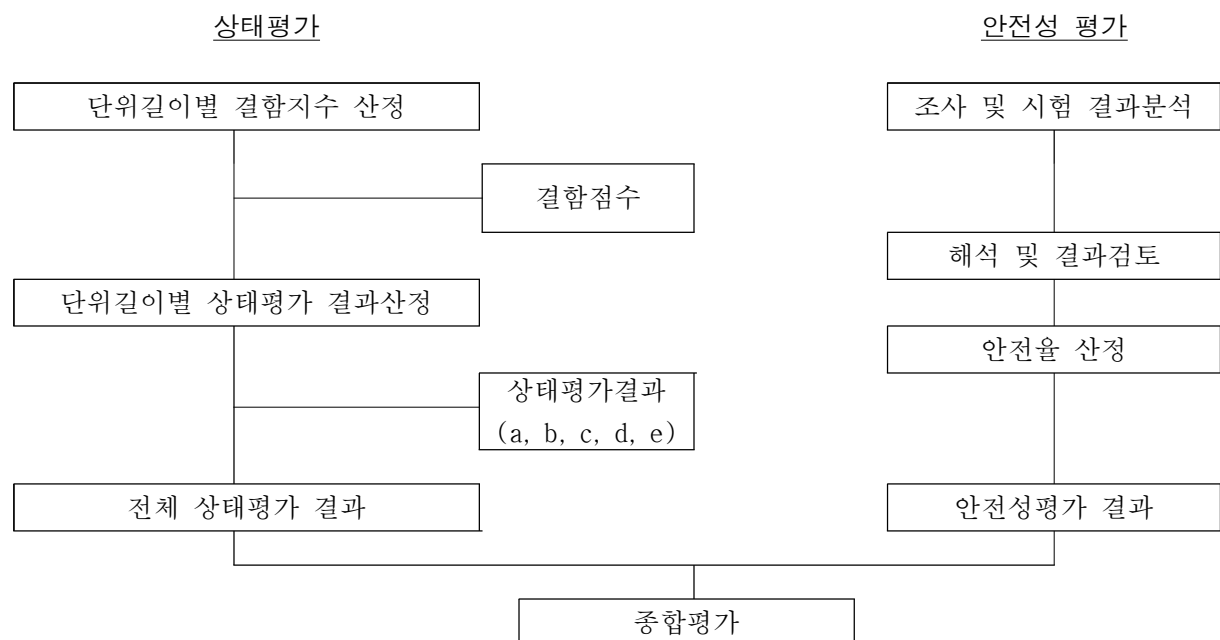 상태평가
안전성 평가
단위길이별 결함지수 산정
조사 및 시험 결과분석
결함점수
해석 및 결과검토
단위길이별 상태평가 결과산정
안전율 산정
상태평가결과
(a, b, c, d, e)
전체 상태평가 결과
안전성평가 결과
종합평가